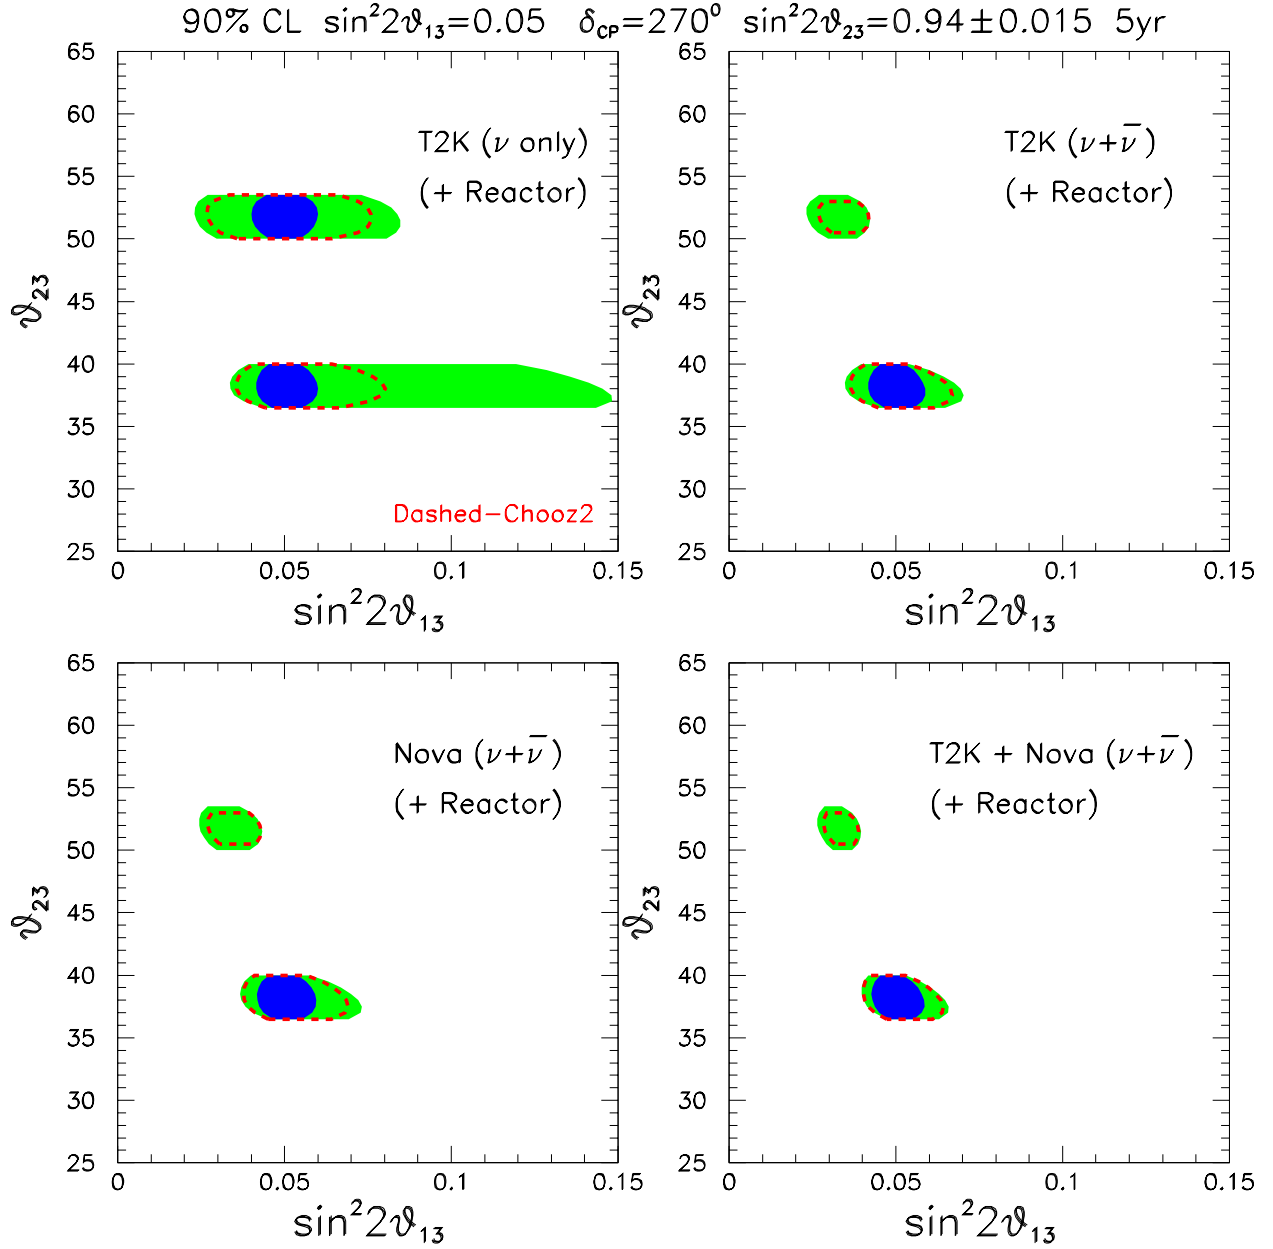 90% CL sin²2ϑ₁₃=0.05 δCP=270⁰ sin²2ϑ₂₃=0.94±0.015 5yr
65
60
55
50
45
40
35
30
25
ϑ₂₃
T2K (ν only)
(+ Reactor)
Dashed−Chooz2
0 0.05 0.1 0.15
sin²2ϑ₁₃
65
60
55
50
45
40
35
30
25
ϑ₂₃
T2K (ν+ν̅)
(+ Reactor)
0 0.05 0.1 0.15
sin²2ϑ₁₃
65
60
55
50
45
40
35
30
25
ϑ₂₃
Nova (ν+ν̅)
(+ Reactor)
0 0.05 0.1 0.15
sin²2ϑ₁₃
65
60
55
50
45
40
35
30
25
ϑ₂₃
T2K + Nova (ν+ν̅)
(+ Reactor)
0 0.05 0.1 0.15
sin²2ϑ₁₃